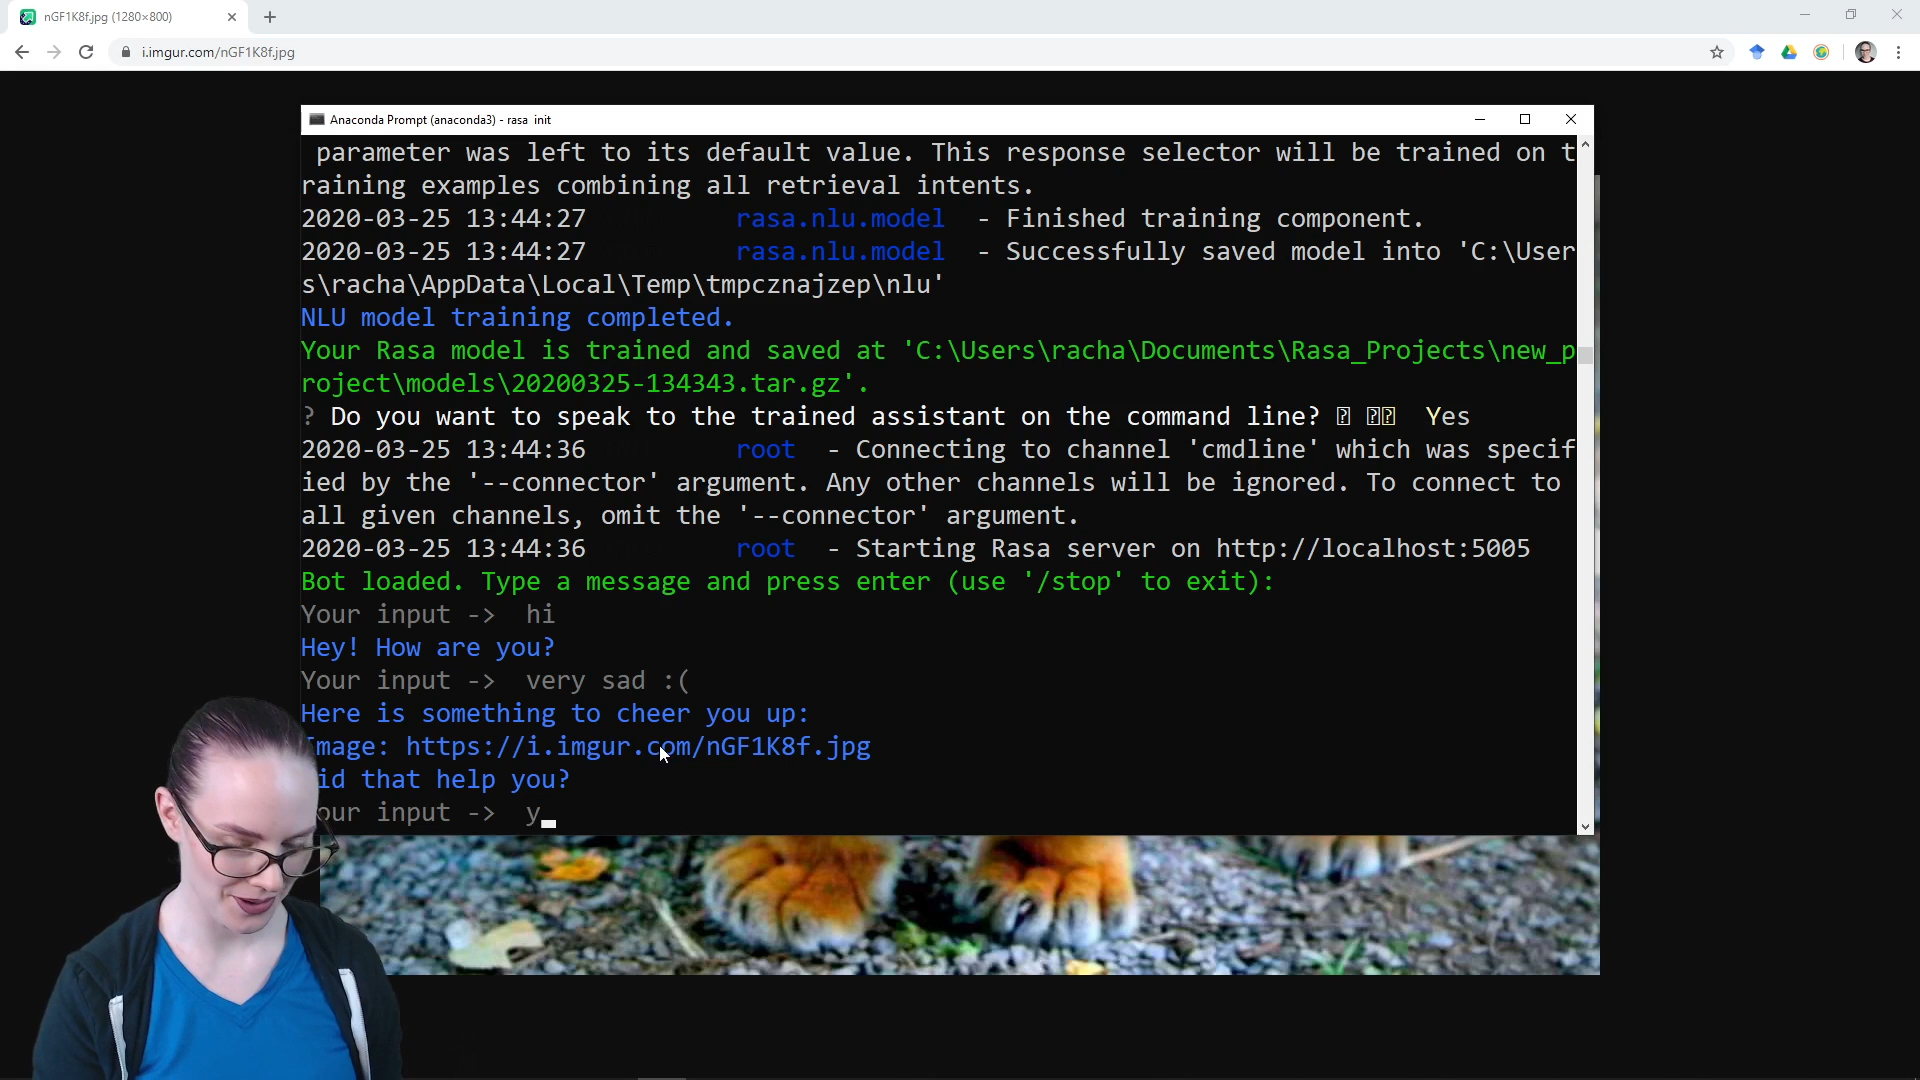 nGF1K8f.jpg (1280×800)
i.imgur.com/nGF1K8f.jpg
Anaconda Prompt (anaconda3) - rasa init
parameter was left to its default value. This response selector will be trained on t
raining examples combining all retrieval intents.
2020-03-25 13:44:27 rasa.nlu.model - Finished training component.
2020-03-25 13:44:27 rasa.nlu.model - Successfully saved model into 'C:\User
s\racha\AppData\Local\Temp\tmpcznajzep\nlu'
NLU model training completed.
Your Rasa model is trained and saved at 'C:\Users\racha\Documents\Rasa_Projects\new_p
roject\models\20200325-134343.tar.gz'.
? Do you want to speak to the trained assistant on the command line? Yes
2020-03-25 13:44:36 root - Connecting to channel 'cmdline' which was specif
ied by the '--connector' argument. Any other channels will be ignored. To connect to
all given channels, omit the '--connector' argument.
2020-03-25 13:44:36 root - Starting Rasa server on http://localhost:5005
Bot loaded. Type a message and press enter (use '/stop' to exit):
Your input -> hi
Hey! How are you?
Your input -> very sad :(
Here is something to cheer you up:
Image: https://i.imgur.com/nGF1K8f.jpg
id that help you?
our input -> y